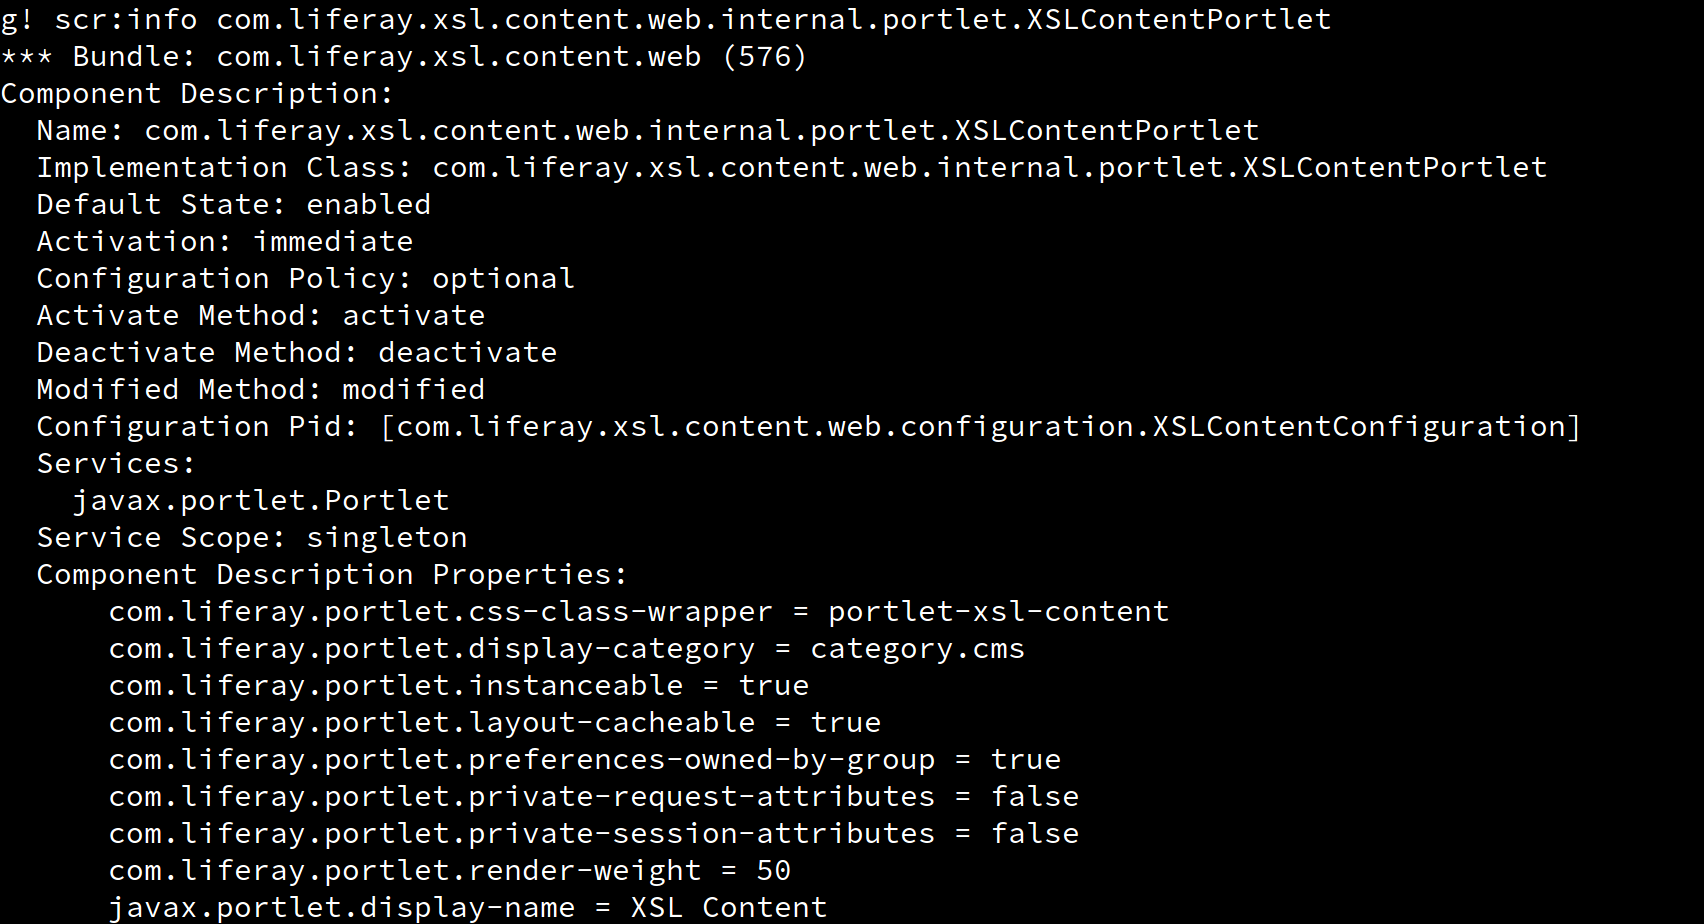 g! scr:info com.liferay.xsl.content.web.internal.portlet.XSLContentPortlet
*** Bundle: com.liferay.xsl.content.web (576)
Component Description:
  Name: com.liferay.xsl.content.web.internal.portlet.XSLContentPortlet
  Implementation Class: com.liferay.xsl.content.web.internal.portlet.XSLContentPortlet
  Default State: enabled
  Activation: immediate
  Configuration Policy: optional
  Activate Method: activate
  Deactivate Method: deactivate
  Modified Method: modified
  Configuration Pid: [com.liferay.xsl.content.web.configuration.XSLContentConfiguration]
  Services:
    javax.portlet.Portlet
  Service Scope: singleton
  Component Description Properties:
      com.liferay.portlet.css-class-wrapper = portlet-xsl-content
      com.liferay.portlet.display-category = category.cms
      com.liferay.portlet.instanceable = true
      com.liferay.portlet.layout-cacheable = true
      com.liferay.portlet.preferences-owned-by-group = true
      com.liferay.portlet.private-request-attributes = false
      com.liferay.portlet.private-session-attributes = false
      com.liferay.portlet.render-weight = 50
      javax.portlet.display-name = XSL Content